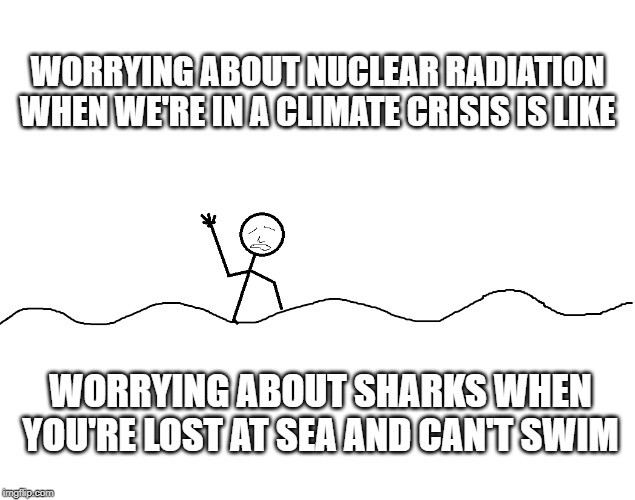 WORRYING ABOUT NUCLEAR RADIATION
WHEN WE'RE IN A CLIMATE CRISIS IS LIKE
WORRYING ABOUT SHARKS WHEN
YOU'RE LOST AT SEA AND CAN'T SWIM
imgflip.com